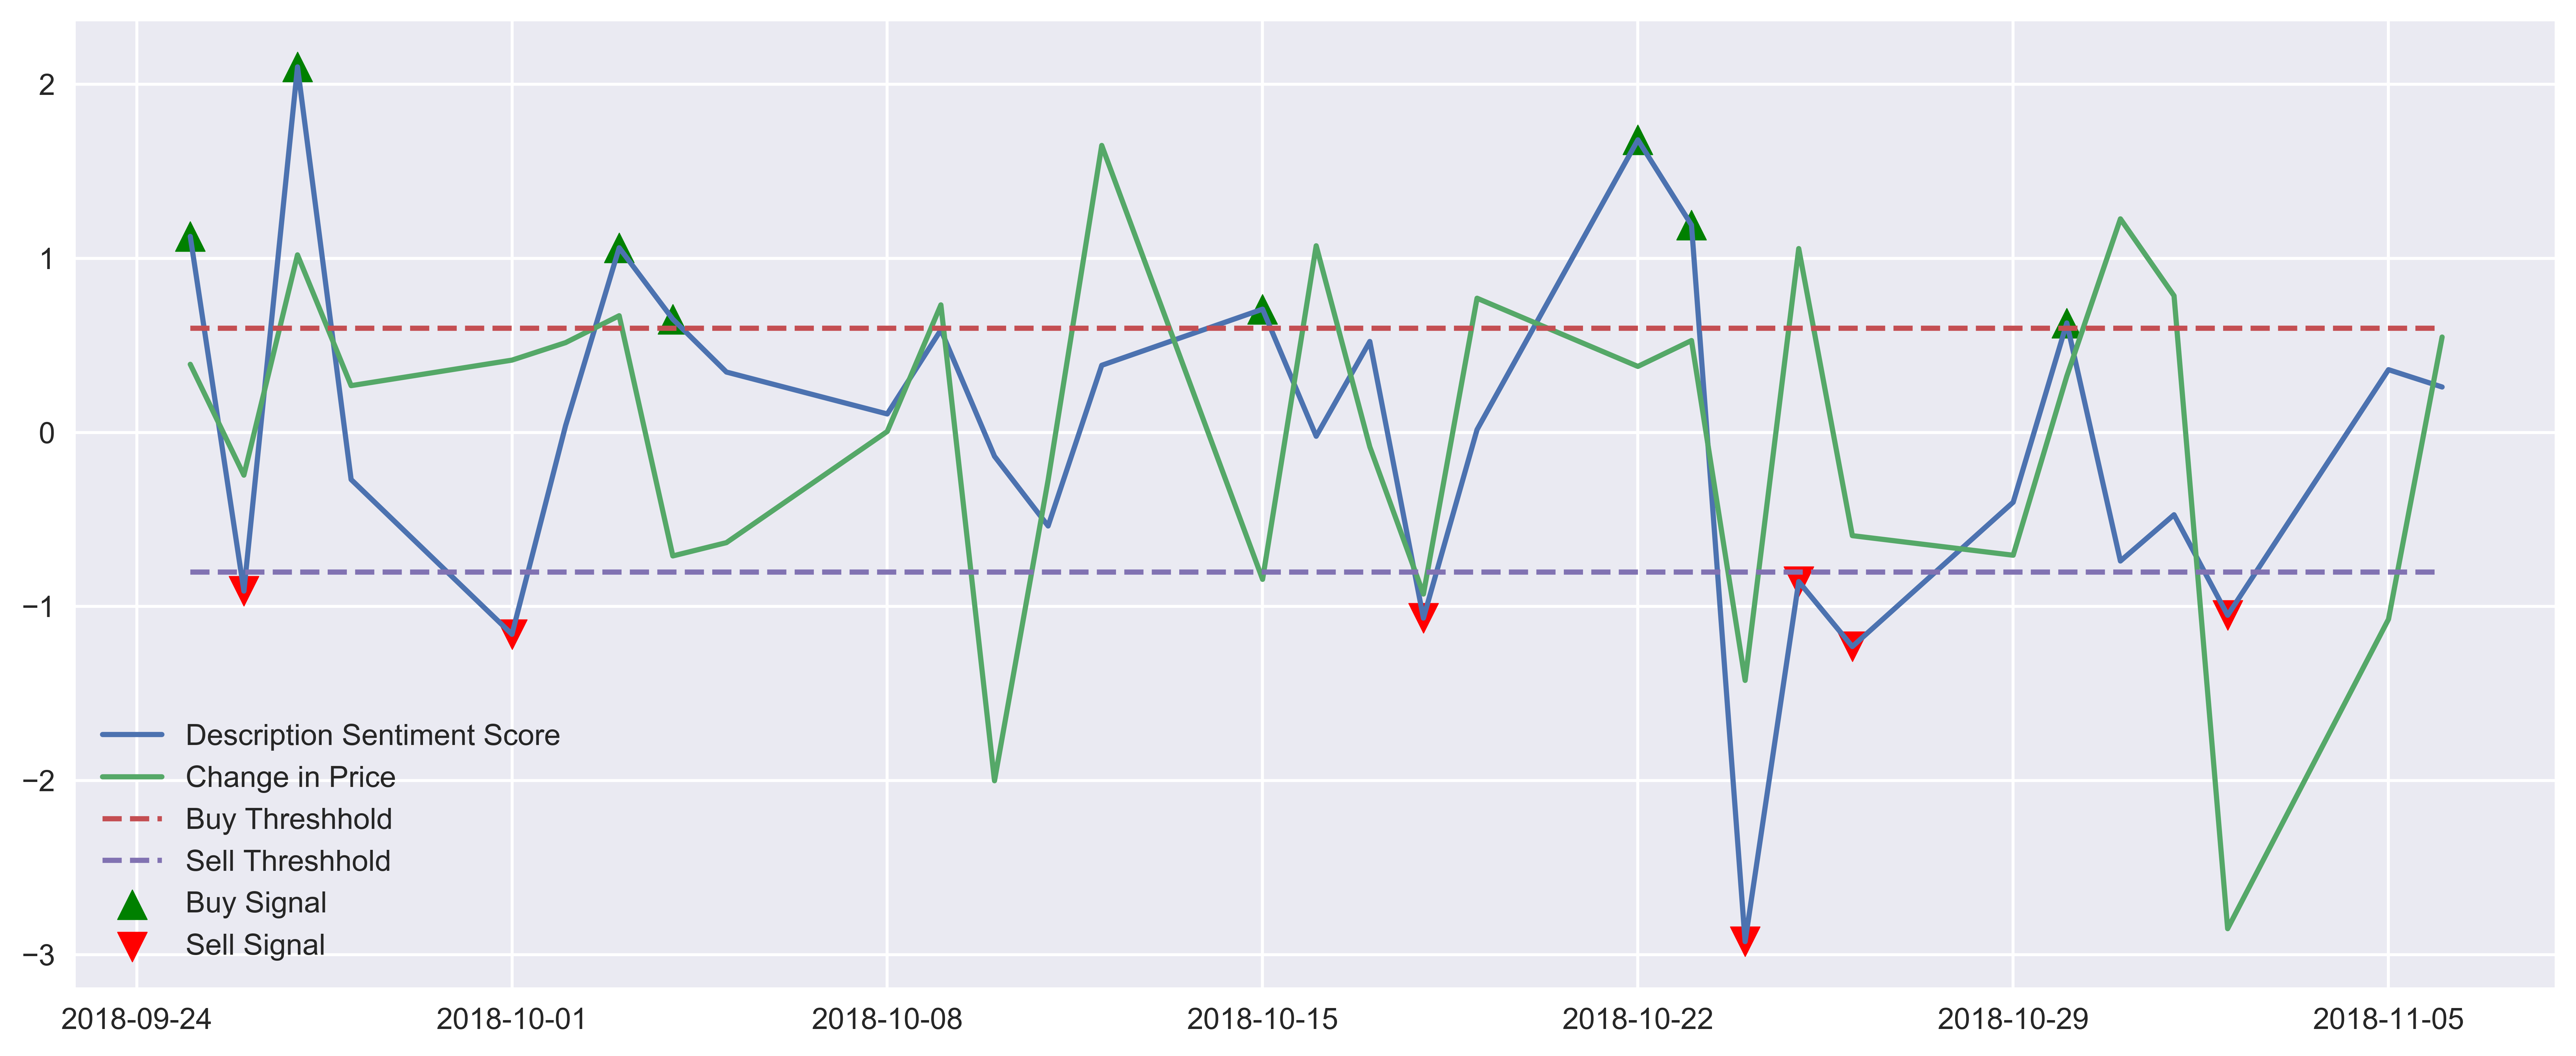 2
1
0
−1
−2
−3
Description Sentiment Score
Change in Price
Buy Threshhold
Sell Threshhold
Buy Signal
Sell Signal
2018-09-24 2018-10-01 2018-10-08 2018-10-15 2018-10-22 2018-10-29 2018-11-05